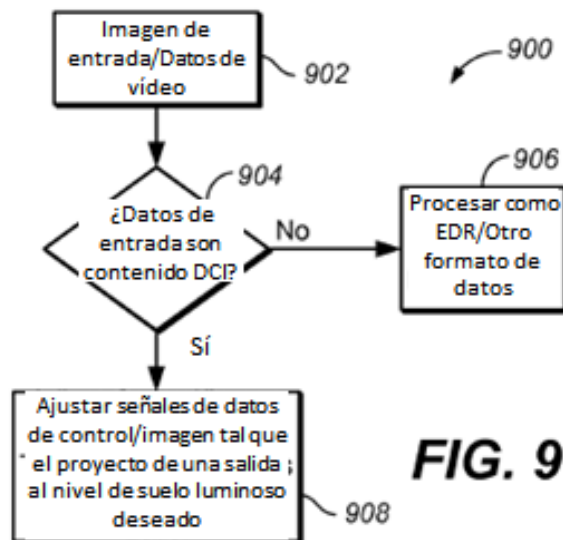 Imagen de
entrada/Datos de
vídeo
902
900
904
¿Datos de
entrada son
contenido DCI?
No
906
Procesar como
EDR/Otro
formato de
datos
Sí
Ajustar señales de datos
de control/imagen tal que
el proyecto de una salida
al nivel de suelo luminoso
deseado
908
FIG. 9